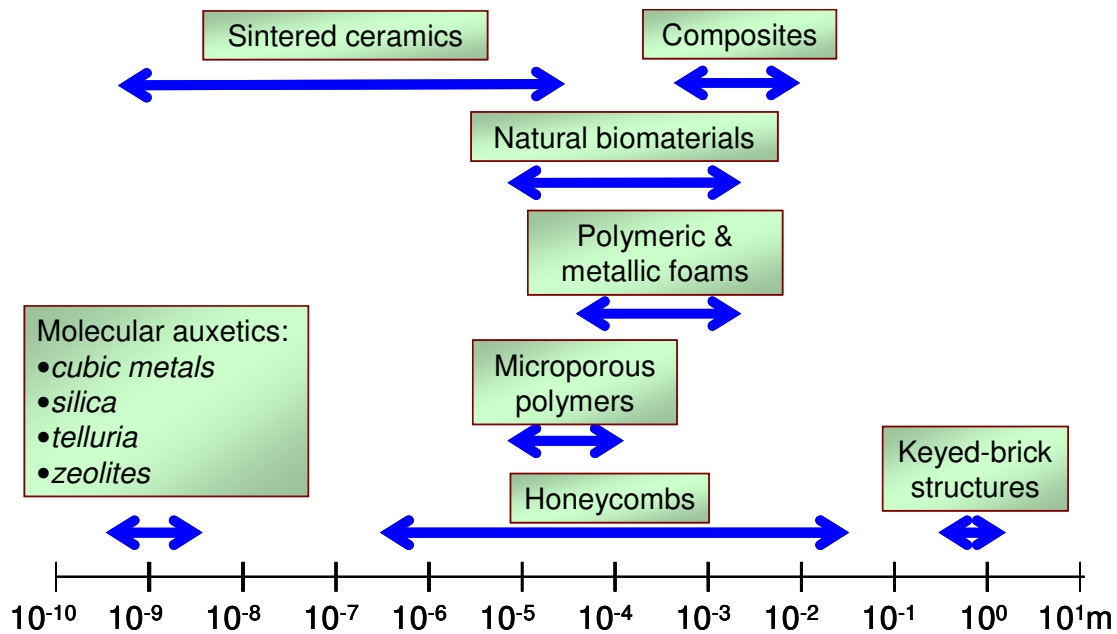 Sintered ceramics
Composites
Natural biomaterials
Polymeric &
metallic foams
Molecular auxetics:
•cubic metals
•silica
•telluria
•zeolites
Microporous
polymers
Keyed-brick
structures
Honeycombs
10⁻¹⁰ 10⁻⁹ 10⁻⁸ 10⁻⁷ 10⁻⁶ 10⁻⁵ 10⁻⁴ 10⁻³ 10⁻² 10⁻¹ 10⁰ 10¹m